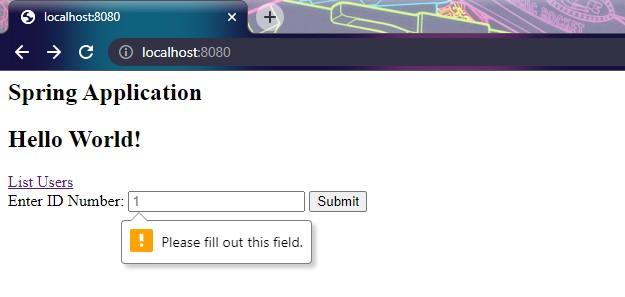 localhost:8080
localhost:8080
Spring Application
Hello World!
List Users
Enter ID Number: 1 Submit
Please fill out this field.